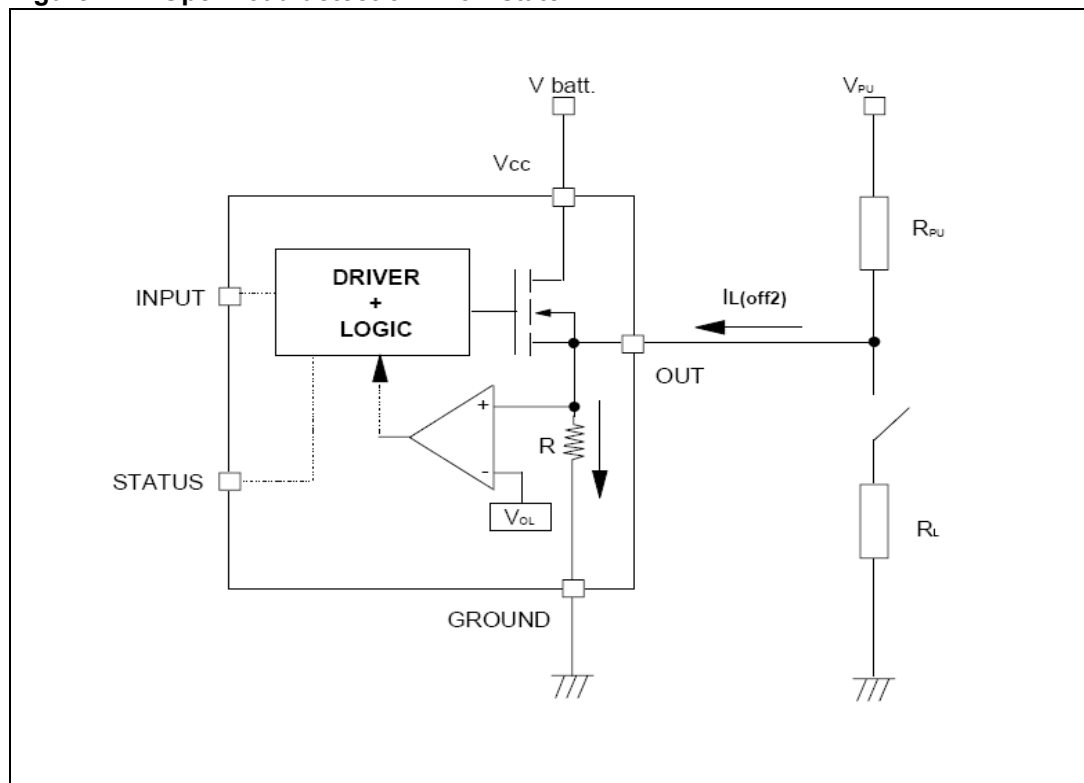 V batt.
VPU
Vcc
RPU
DRIVER
+
LOGIC
INPUT
IL(off2)
OUT
+
R
-
STATUS
VOL
RL
GROUND